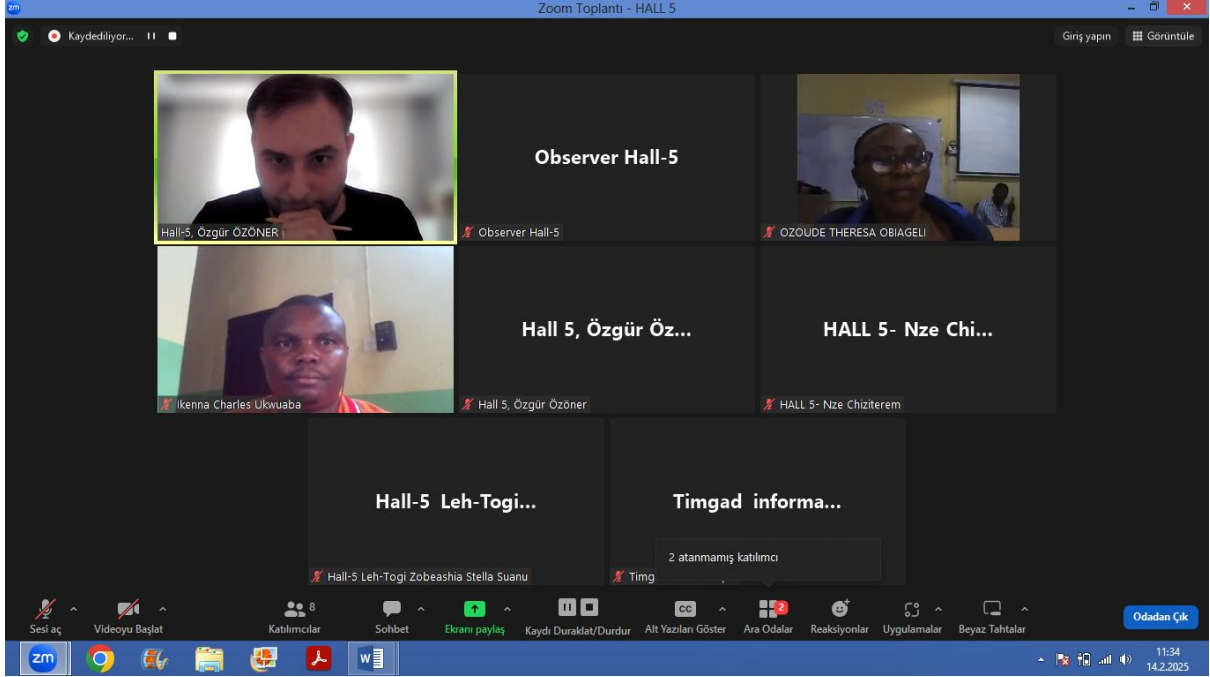 zm
Zoom Toplantı - HALL 5
Kaydediliyor...
Giriş yapın
Görüntüle
Hall-5, Özgür ÖZÖNER
Observer Hall-5
Observer Hall-5
OZOUDE THERESA OBIAGELI
Ikenna Charles Ukwuaba
Hall 5, Özgür Öz...
Hall 5, Özgür Özöner
HALL 5- Nze Chi...
HALL 5- Nze Chiziterem
Hall-5 Leh-Togi...
Hall-5 Leh-Togi Zobeashia Stella Suanu
Timgad informa...
Timg
2 atanmamış katılımcı
Sesi aç
Videoyu Başlat
8
Katılımcılar
Sohbet
Ekranı paylaş
Kaydı Duraklat/Durdur
CC
Alt Yazıları Göster
2
Ara Odalar
Reaksiyonlar
Uygulamalar
Beyaz Tahtalar
Odadan Çık
zm
W
11:34
14.2.2025